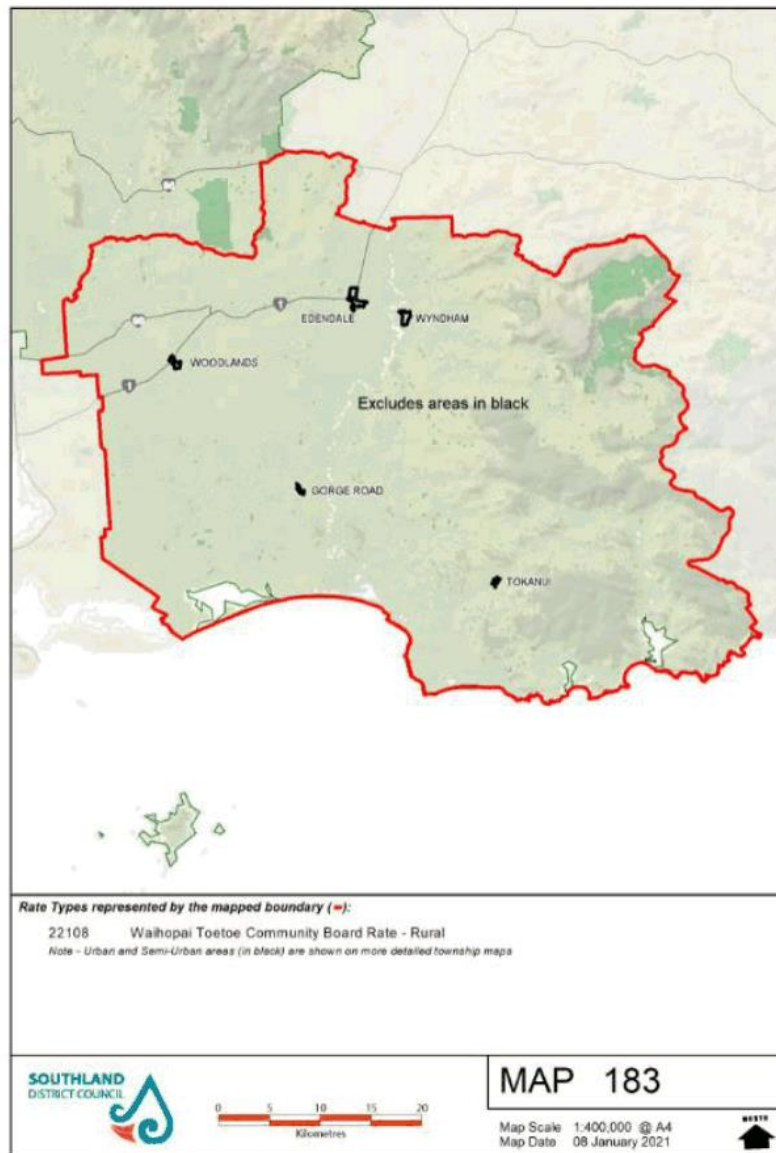 1
EDENDALE
WYNDHAM
WOODLANDS
1
Excludes areas in black
GORGE ROAD
TOKANUI
Rate Types represented by the mapped boundary (-):
22108 Waihopai Toetoe Community Board Rate - Rural
Note - Urban and Semi-Urban areas (in black) are shown on more detailed township maps
SOUTHLAND
DISTRICT COUNCIL
0 5 10 15 20
Kilometres
MAP 183
Map Scale 1:400,000 @ A4
Map Date 08 January 2021
NORTH